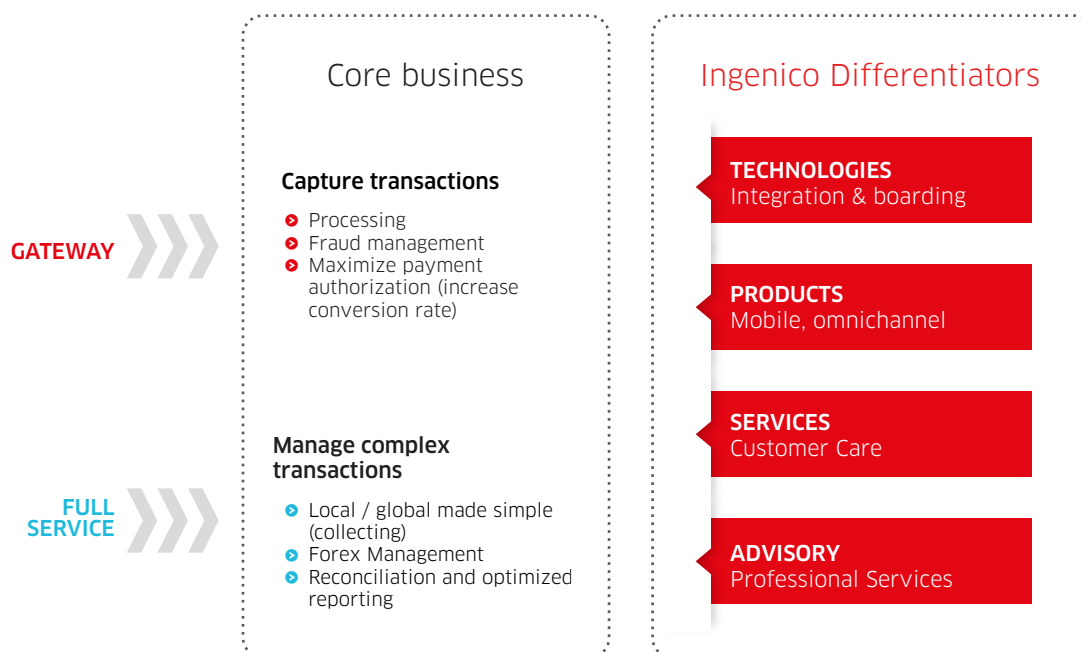 Core business
Ingenico Differentiators
GATEWAY
Capture transactions
Processing
Fraud management
Maximize payment
authorization (increase
conversion rate)
FULL
SERVICE
Manage complex
transactions
Local / global made simple
(collecting)
Forex Management
Reconciliation and optimized
reporting
TECHNOLOGIES
Integration & boarding
PRODUCTS
Mobile, omnichannel
SERVICES
Customer Care
ADVISORY
Professional Services